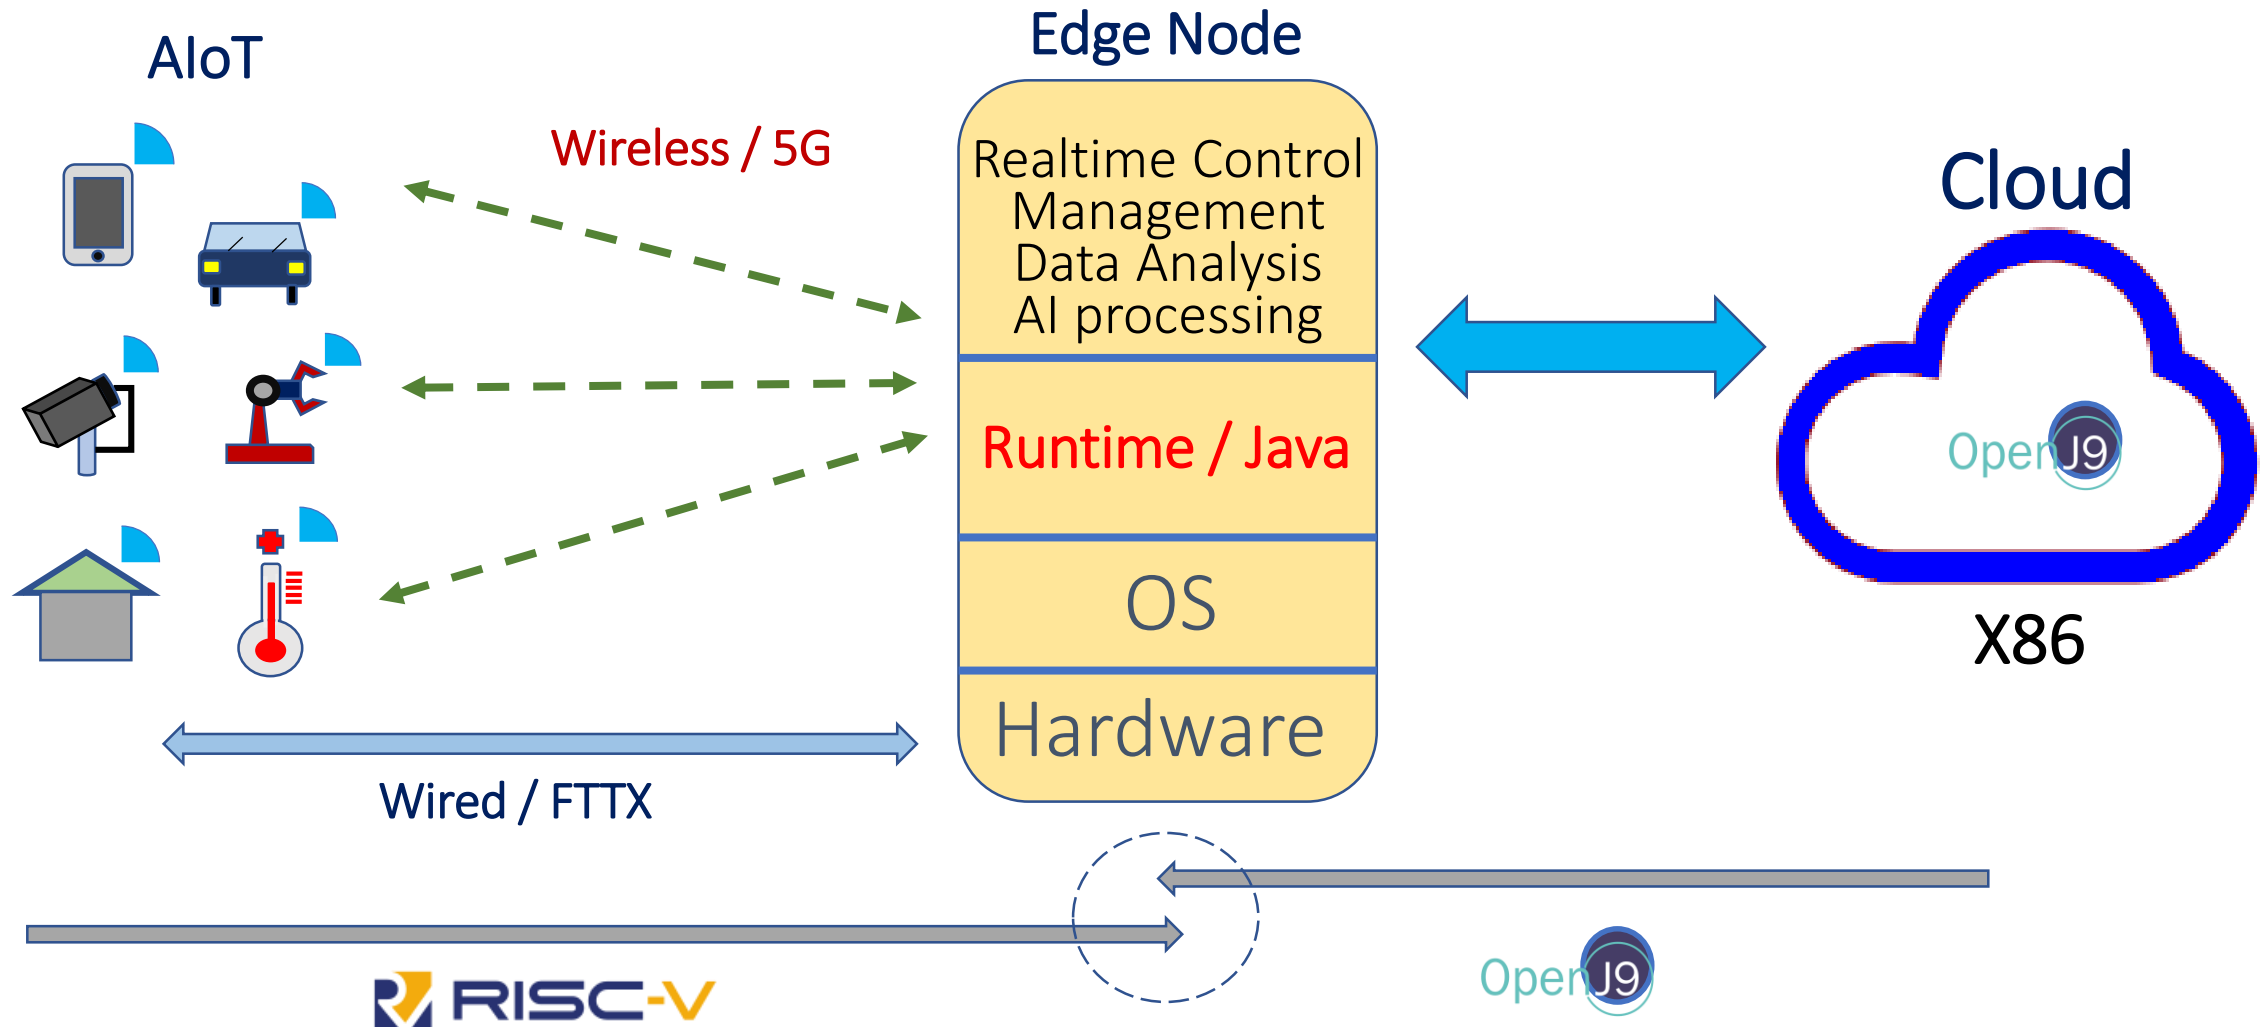 AIoT
Edge Node
Wireless / 5G
Realtime Control
Management
Data Analysis
AI processing
Runtime / Java
OS
Hardware
Cloud
OpenJ9
X86
Wired / FTTX
RISC-V
OpenJ9